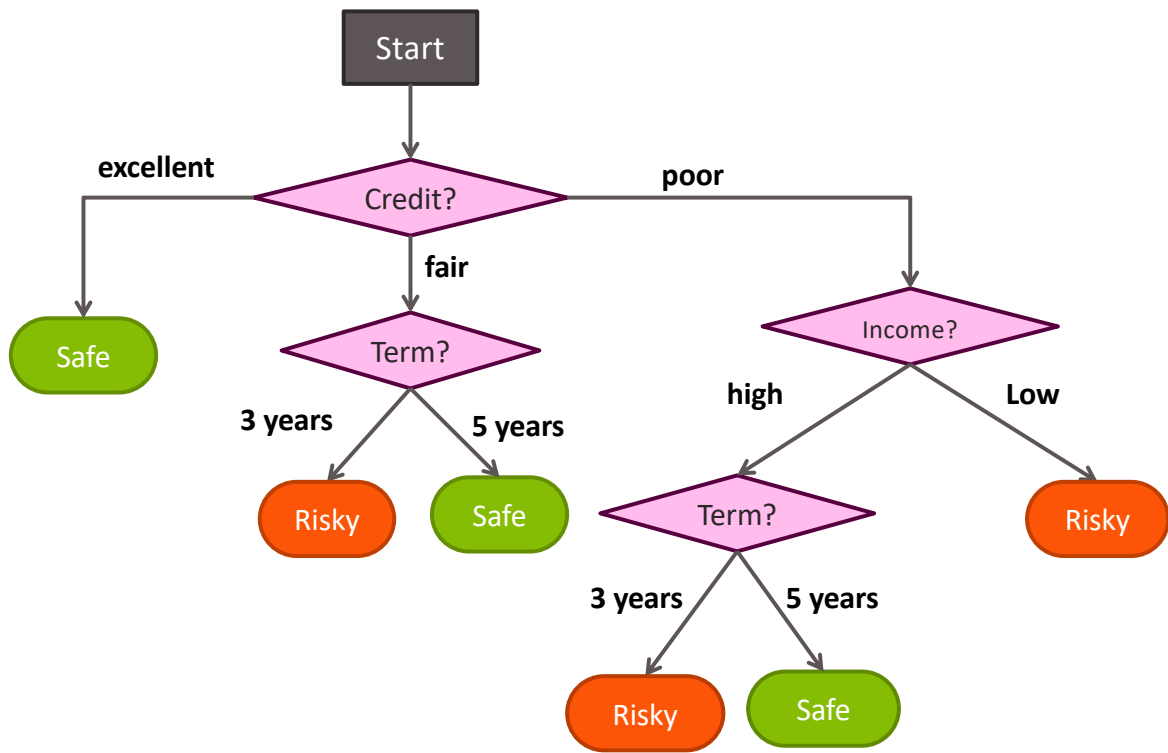 Start
excellent
Credit?
poor
fair
Safe
Term?
Income?
3 years
5 years
high
Low
Risky
Safe
Term?
Risky
3 years
5 years
Risky
Safe